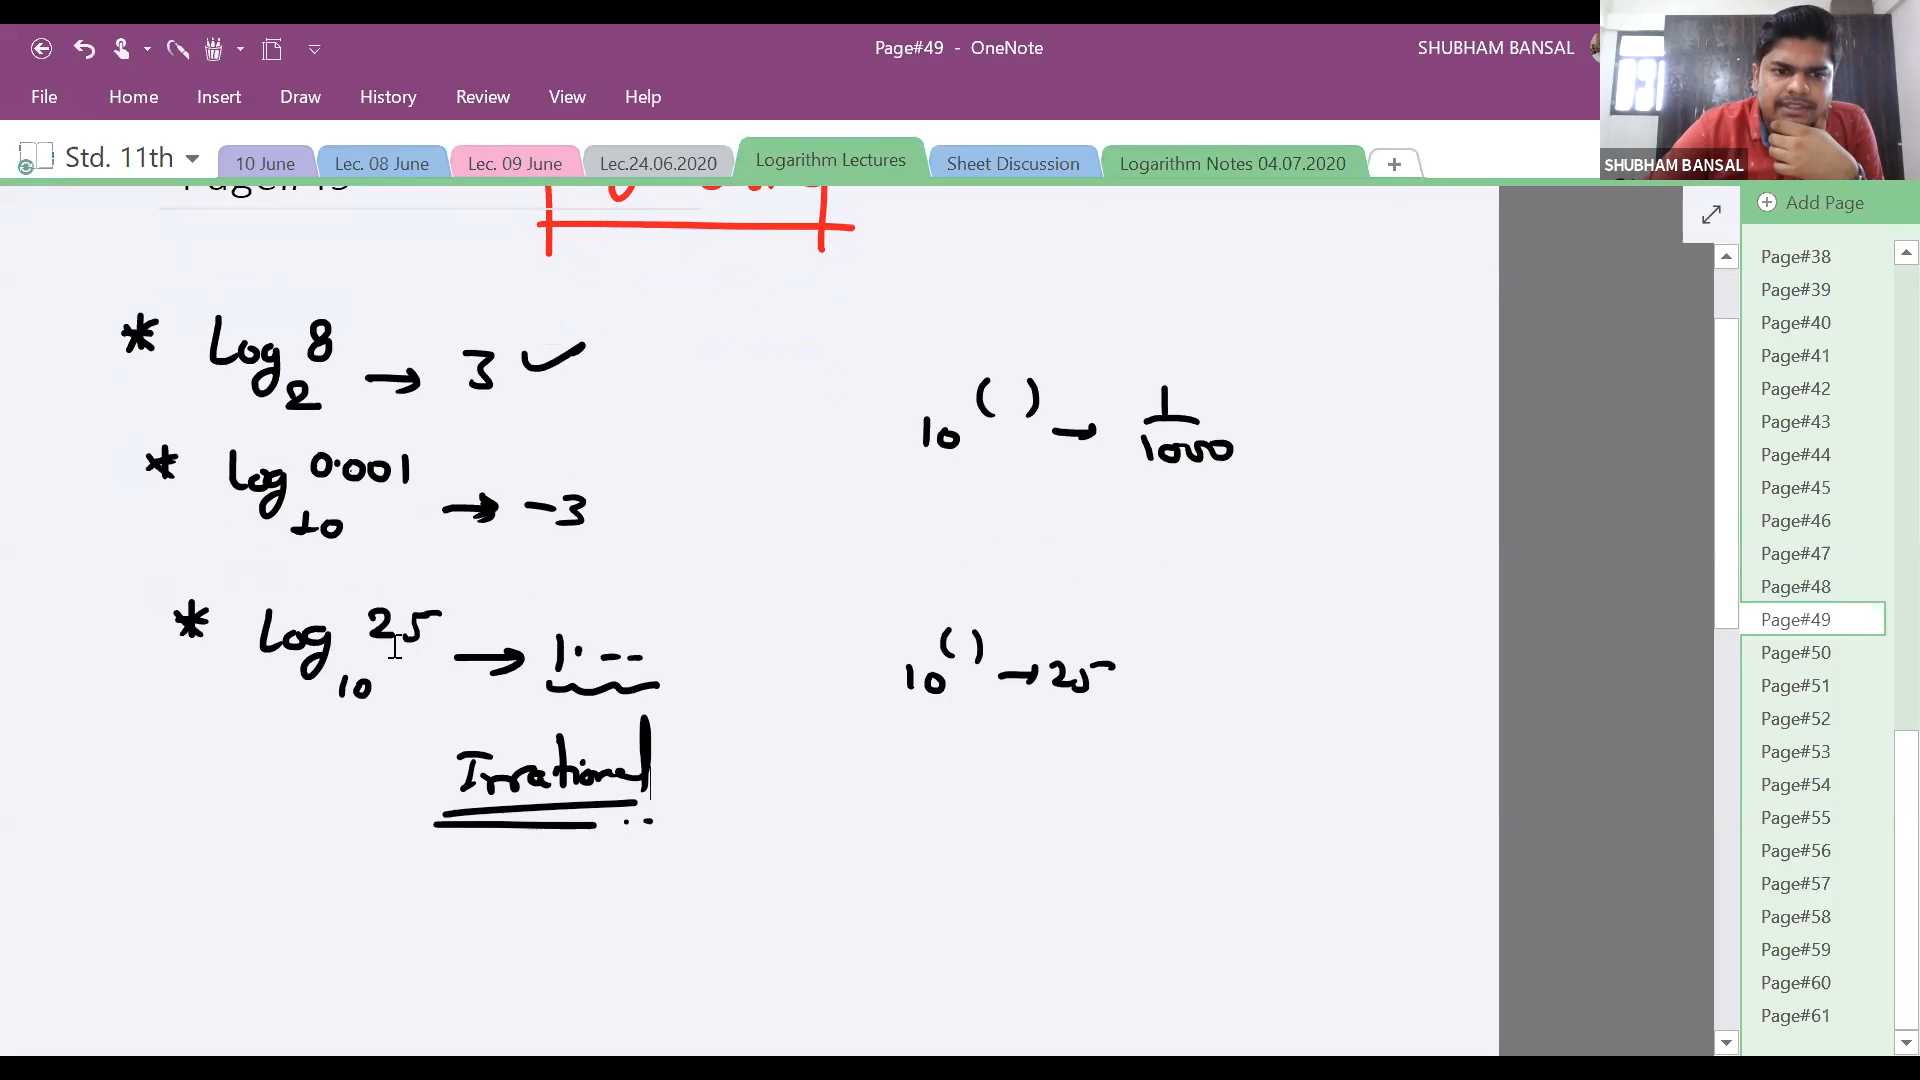 Page#49 - OneNote
SHUBHAM BANSAL
File Home Insert Draw History Review View Help
Std. 11th
10 June
Lec. 08 June
Lec. 09 June
Lec.24.06.2020
Logarithm Lectures
Sheet Discussion
Logarithm Notes 04.07.2020
SHUBHAM BANSAL
Add Page
* Log₂ 8 → 3 ✓
10^( ) → 1/1000
* log₁₀ 0.001 → -3
* Log₁₀ 25 → 1. --
10^( ) → 25
Irrational
Page#38
Page#39
Page#40
Page#41
Page#42
Page#43
Page#44
Page#45
Page#46
Page#47
Page#48
Page#49
Page#50
Page#51
Page#52
Page#53
Page#54
Page#55
Page#56
Page#57
Page#58
Page#59
Page#60
Page#61